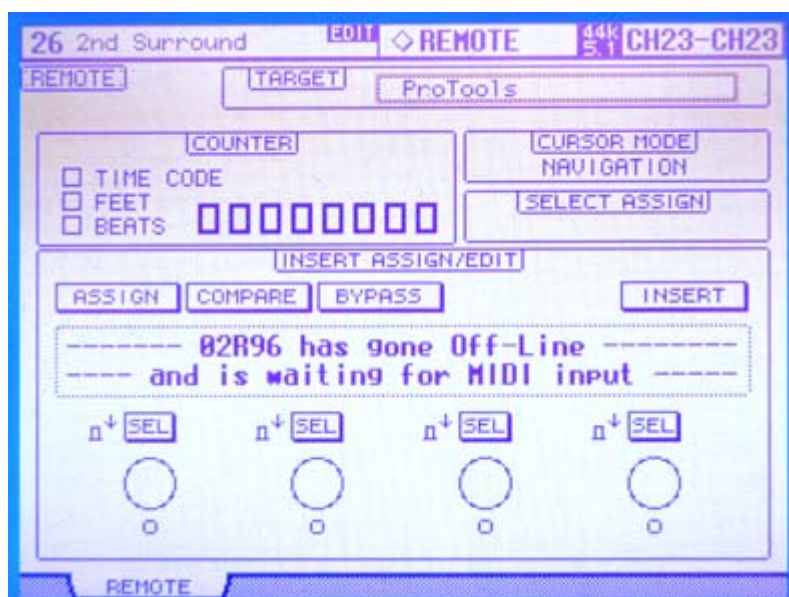 26 2nd Surround EDIT ◇REMOTE 44k 5.1 CH23-CH23
REMOTE TARGET ProTools
COUNTER
TIME CODE
FEET
BEATS
CURSOR MODE
NAVIGATION
SELECT ASSIGN
INSERT ASSIGN/EDIT
ASSIGN COMPARE BYPASS INSERT
------- 02R96 has gone Off-Line --------
---- and is waiting for MIDI input -----
SEL SEL SEL SEL
REMOTE